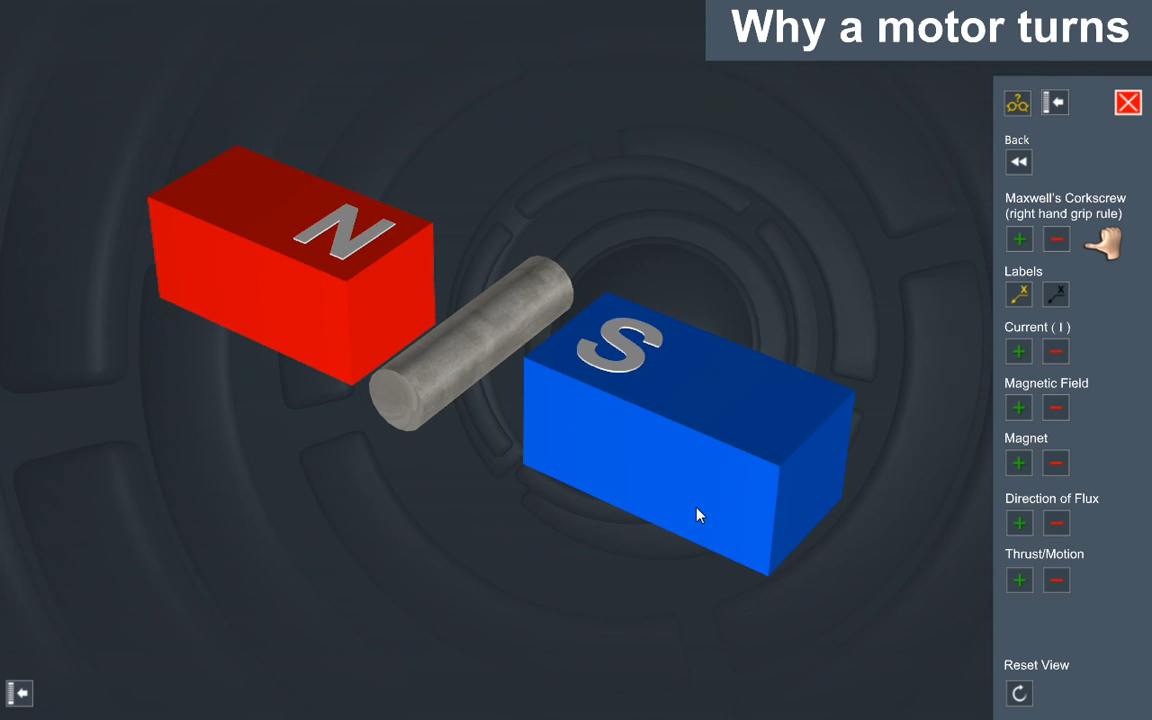 Why a motor turns
N
S
Back
Maxwell's Corkscrew
(right hand grip rule)
Labels
Current ( I )
Magnetic Field
Magnet
Direction of Flux
Thrust/Motion
Reset View